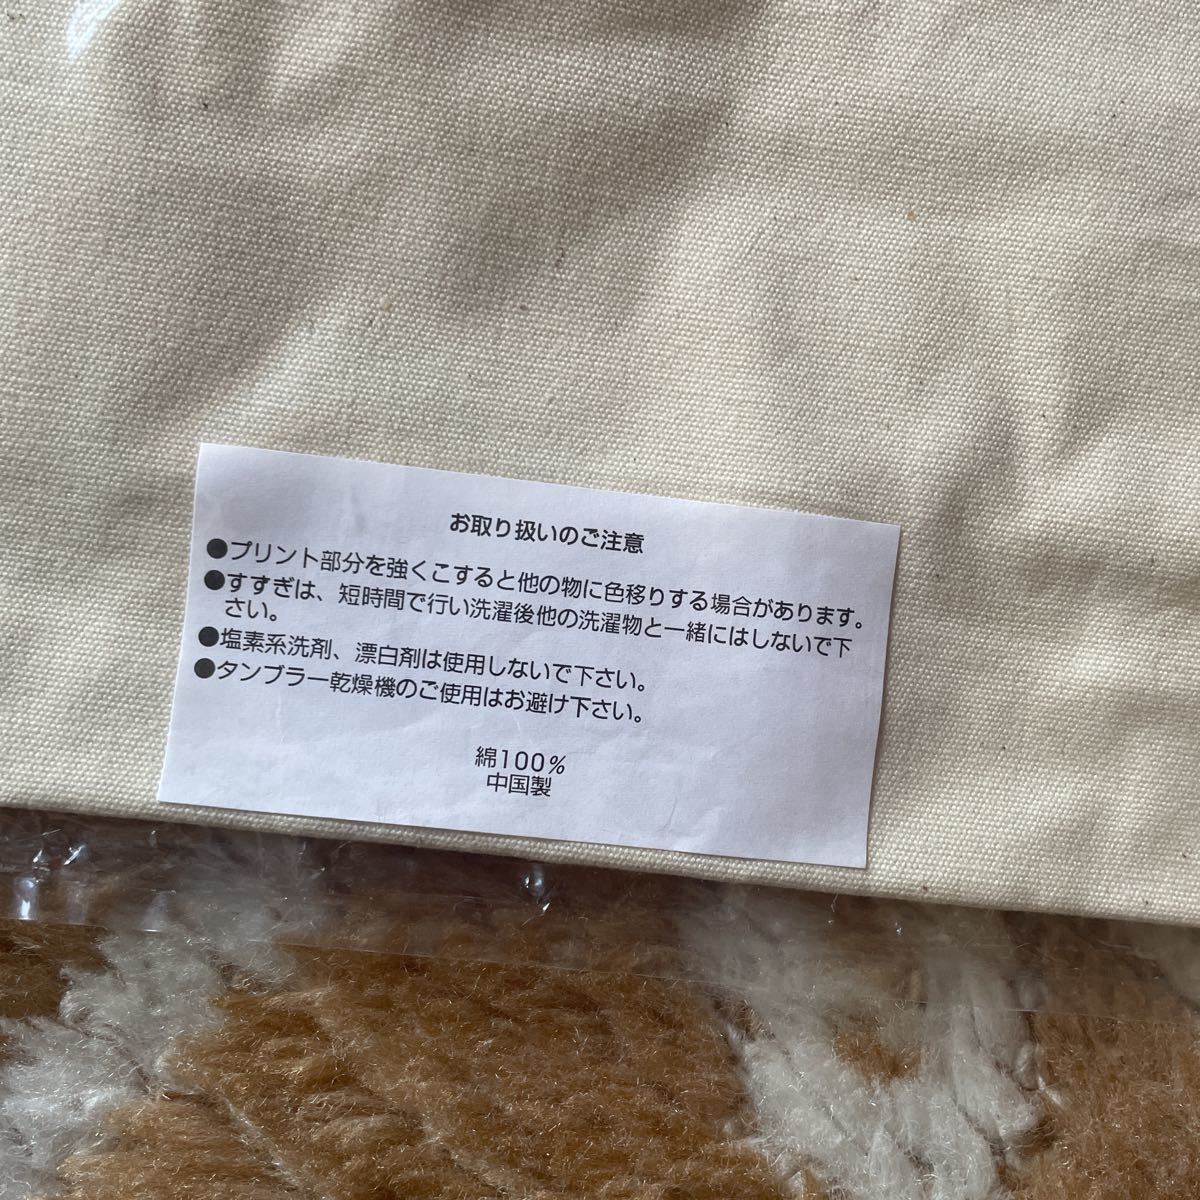 お取り扱いのご注意
●プリント部分を強くこすると他の物に色移りする場合があります。
●すすぎは、短時間で行い洗濯後他の洗濯物と一緒にはしないで下
さい。
●塩素系洗剤、漂白剤は使用しないで下さい。
●タンブラー乾燥機のご使用はお避け下さい。
綿100%
中国製